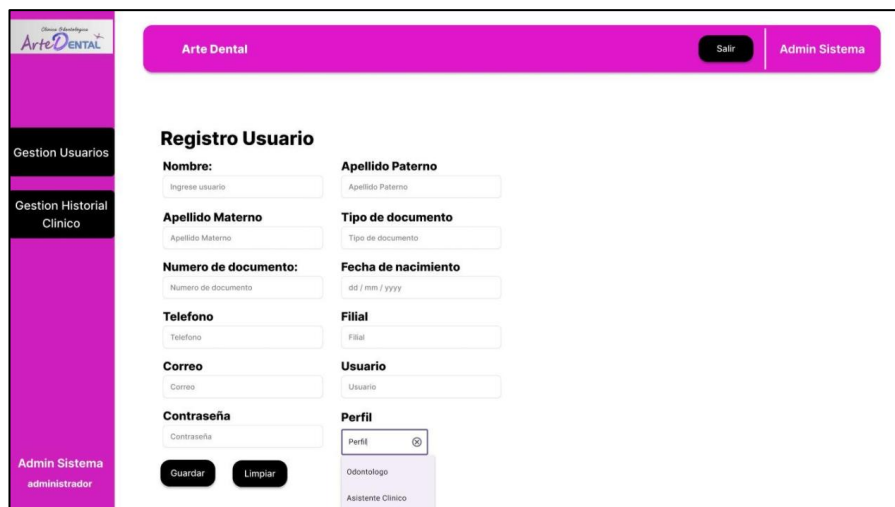 Clinica Odontologica
ArteDENTAL
Arte Dental
Salir
Admin Sistema
Gestion Usuarios
Gestion Historial
Clinico
Admin Sistema
administrador
Registro Usuario
Nombre:
Ingrese usuario
Apellido Paterno
Apellido Paterno
Apellido Materno
Apellido Materno
Tipo de documento
Tipo de documento
Numero de documento:
Numero de documento
Fecha de nacimiento
dd / mm / yyyy
Telefono
Telefono
Filial
Filial
Correo
Correo
Usuario
Usuario
Contraseña
Contraseña
Perfil
Perfil
Odontologo
Asistente Clinico
Guardar
Limpiar